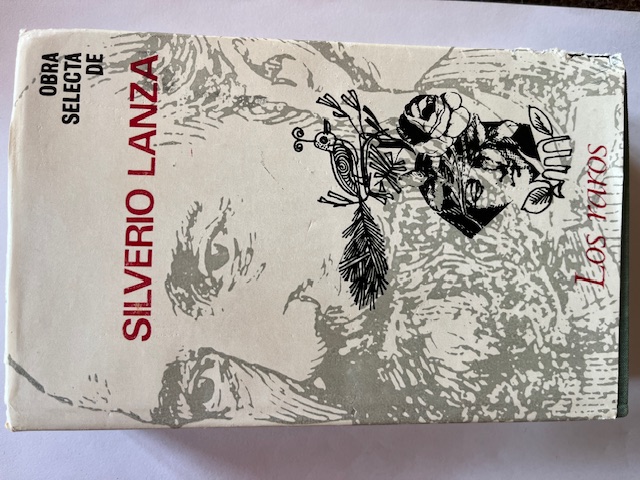 OBRA
SELECTA
DE
SILVERIO LANZA
Los raros